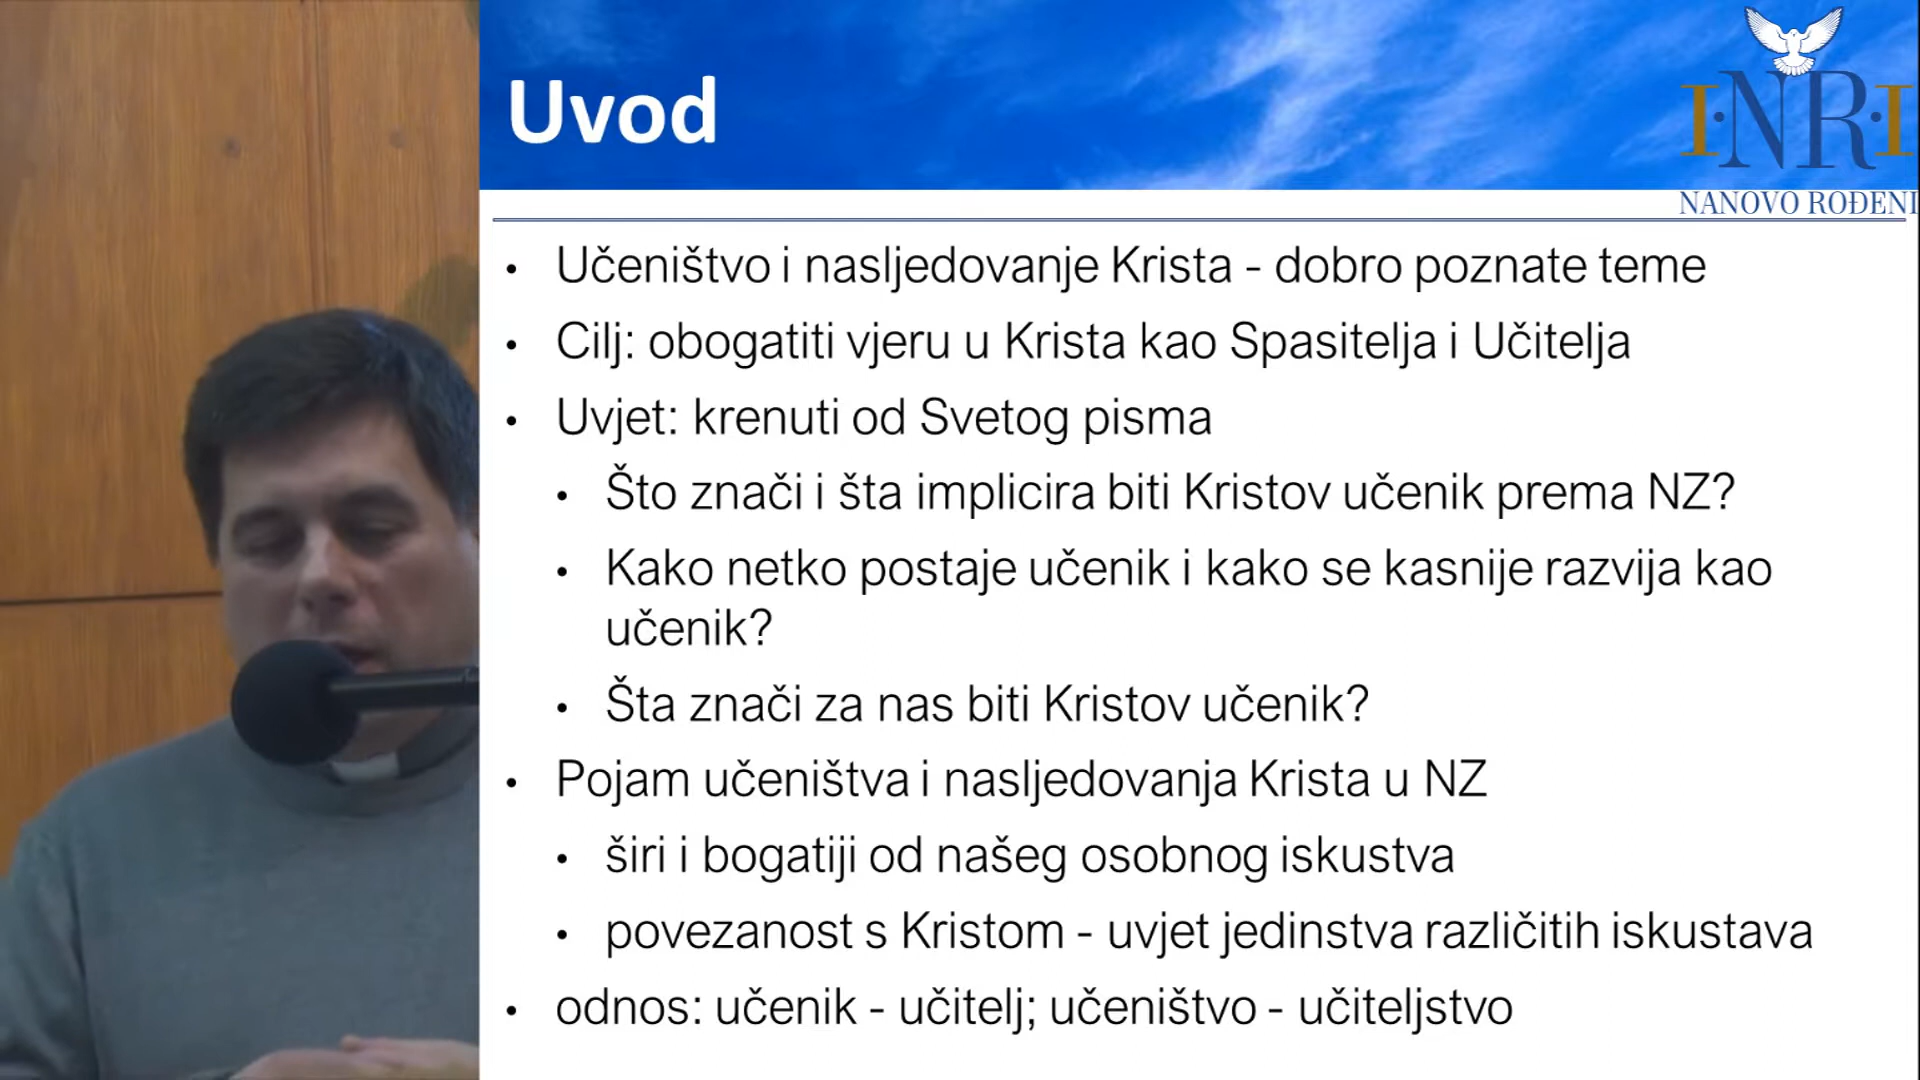 Uvod
I·NR·I
NANOVO ROĐENI
• Učeništvo i nasljedovanje Krista - dobro poznate teme
• Cilj: obogatiti vjeru u Krista kao Spasitelja i Učitelja
• Uvjet: krenuti od Svetog pisma
• Što znači i šta implicira biti Kristov učenik prema NZ?
• Kako netko postaje učenik i kako se kasnije razvija kao
učenik?
• Šta znači za nas biti Kristov učenik?
• Pojam učeništva i nasljedovanja Krista u NZ
• širi i bogatiji od našeg osobnog iskustva
• povezanost s Kristom - uvjet jedinstva različitih iskustava
• odnos: učenik - učitelj; učeništvo - učiteljstvo